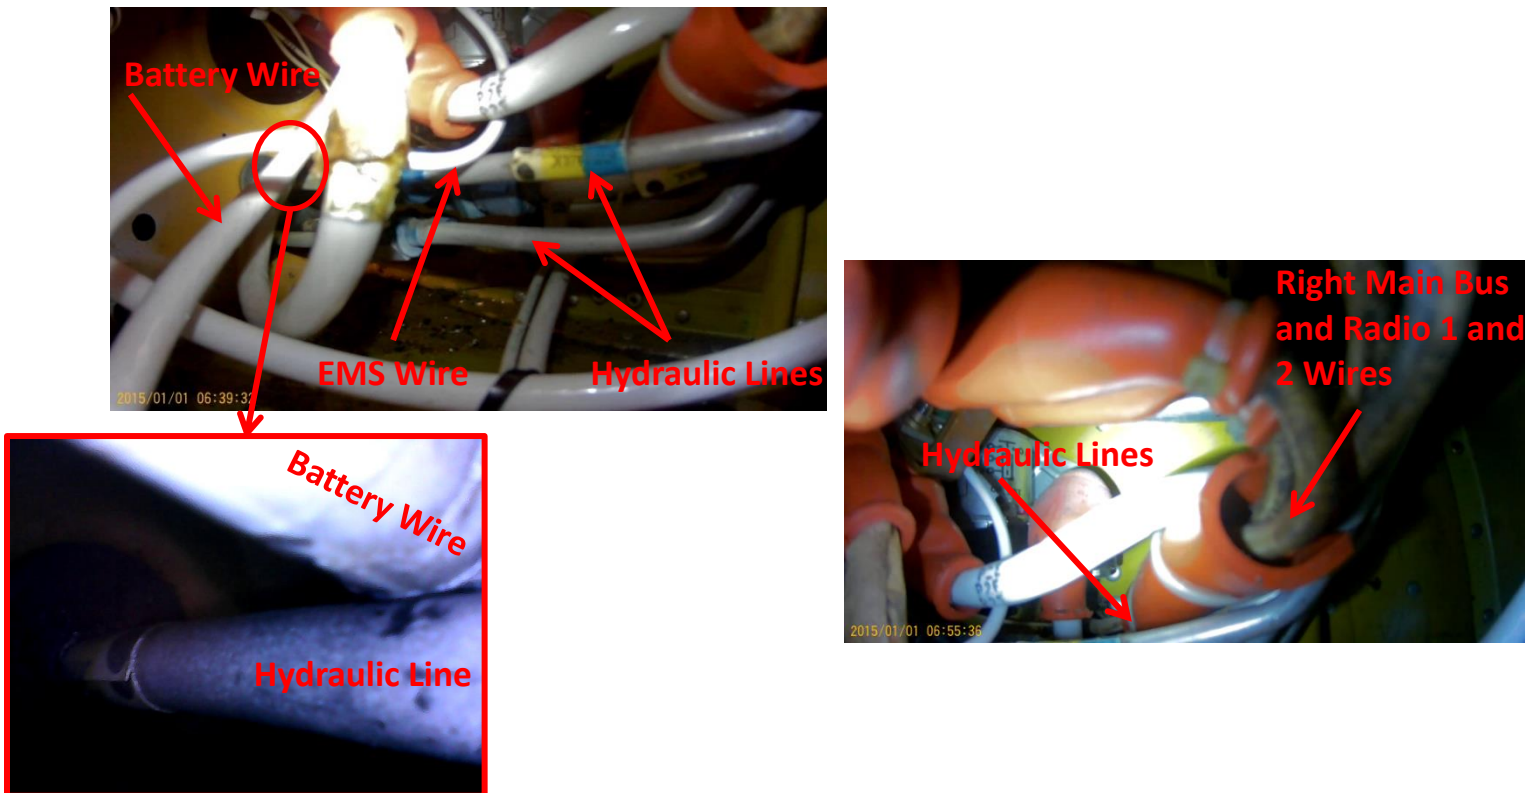 Battery Wire
EMS Wire
Hydraulic Lines
2015/01/01 06:39:32
Battery Wire
Hydraulic Line
Right Main Bus
and Radio 1 and
2 Wires
Hydraulic Lines
2015/01/01 06:55:36